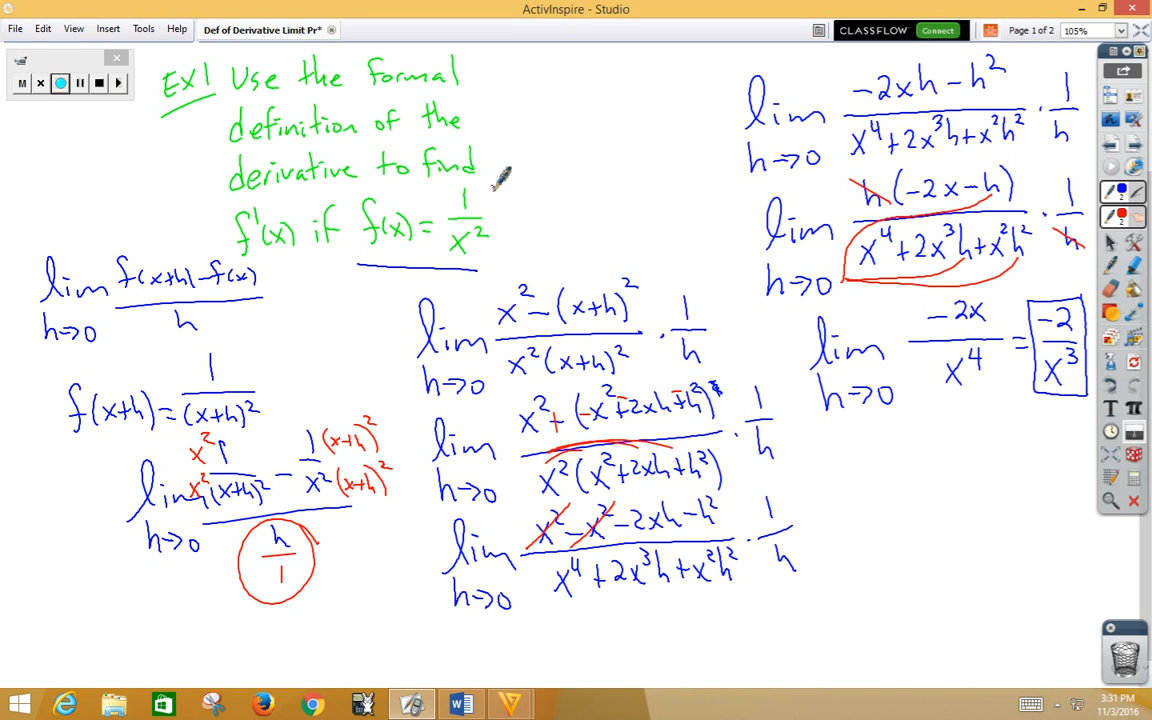 ActivInspire - Studio
File Edit View Insert Tools Help
Def of Derivative Limit Pr* ×
CLASSFLOW Connect
Page 1 of 2
105%
M
EX1 Use the formal
definition of the
derivative to find
f'(x) if f(x) = 1/x²
lim h→0 (f(x+h) - f(x))/h
f(x+h) = 1/(x+h)²
lim h→0 (x²/x² 1/(x+h)² - 1/x² (x+h)²/(x+h)²)/(h/1)
lim h→0 (x² - (x+h)²)/(x²(x+h)²) · 1/h
lim h→0 (x² + (-x² - 2xh - h²))/(x²(x² + 2xh + h²)) · 1/h
lim h→0 (x² - x² - 2xh - h²)/(x⁴ + 2x³h + x²h²) · 1/h
lim h→0 (-2xh - h²)/(x⁴ + 2x³h + x²h²) · 1/h
lim h→0 h(-2x - h)/(x⁴ + 2x³h + x²h²) · 1/h
lim h→0 -2x/x⁴ = -2/x³
3:31 PM
11/3/2016